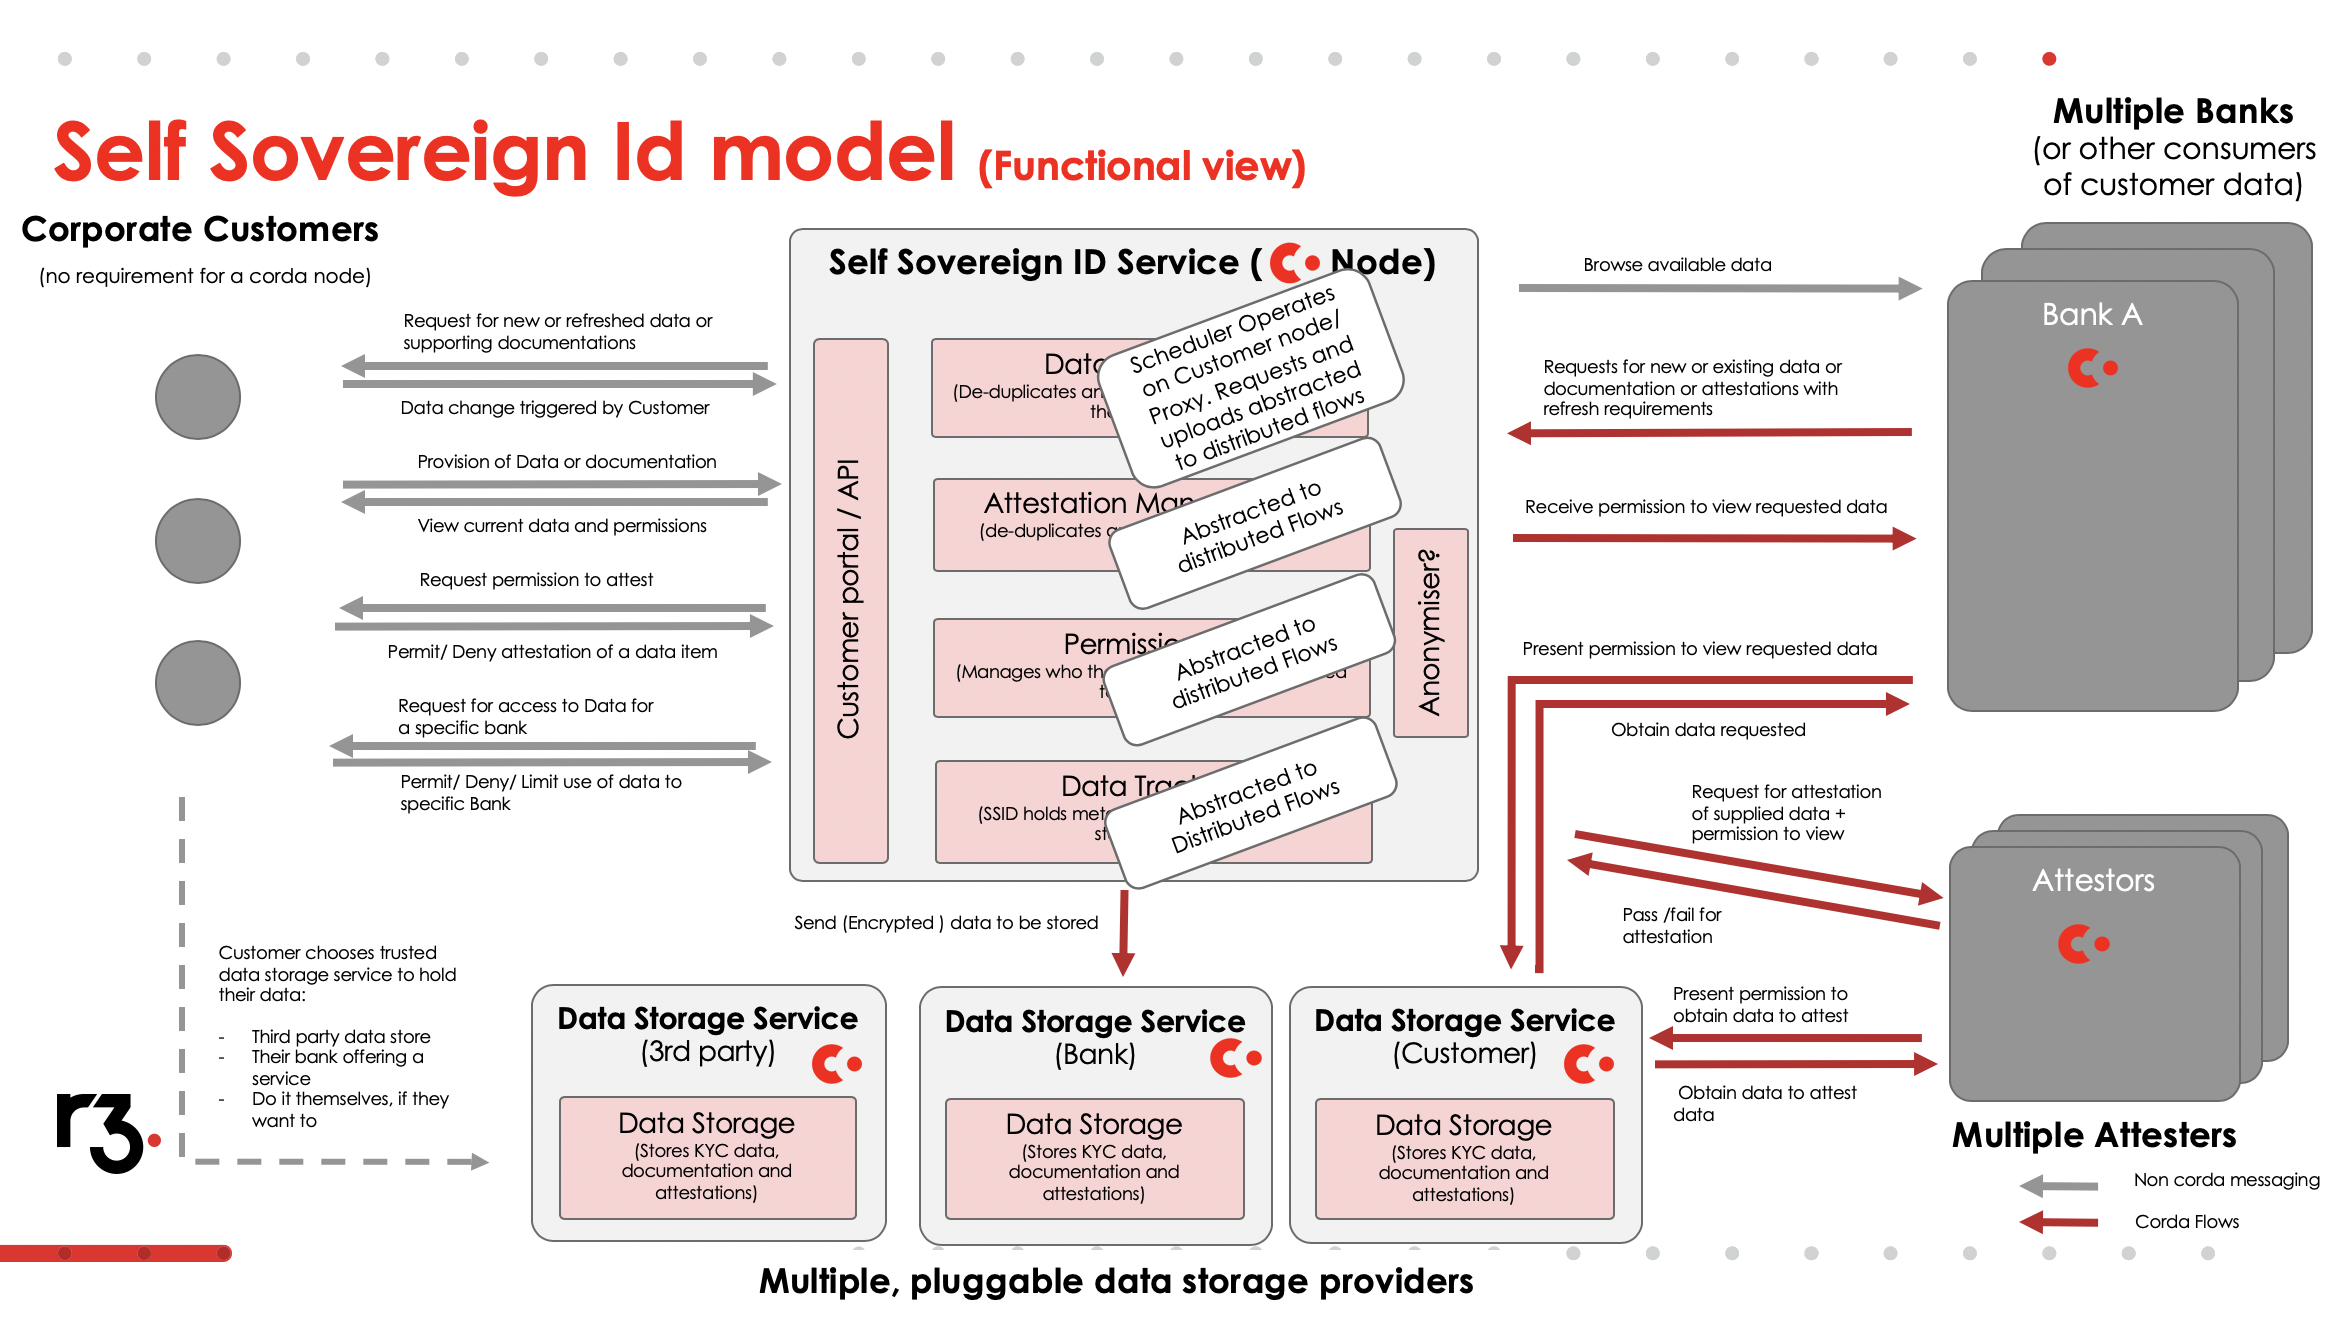 Self Sovereign Id model (Functional view)
Multiple Banks
(or other consumers
of customer data)
Corporate Customers
(no requirement for a corda node)
Request for new or refreshed data or
supporting documentations
Data change triggered by Customer
Provision of Data or documentation
View current data and permissions
Request permission to attest
Permit/ Deny attestation of a data item
Request for access to Data for
a specific bank
Permit/ Deny/ Limit use of data to
specific Bank
Customer chooses trusted
data storage service to hold
their data:
- Third party data store
- Their bank offering a
service
- Do it themselves, if they
want to
r3.
Self Sovereign ID Service ( Node)
Customer portal / API
Data
(De-duplicates
Scheduler Operates
on Customer node/
Proxy. Requests and
uploads abstracted
to distributed flows
Attestation
(de-duplicates
Abstracted to
distributed Flows
(Manages who
Abstracted to
distributed Flows
Data
(SSID holds
Abstracted to
Distributed Flows
Anonymiser?
Send (Encrypted ) data to be stored
Browse available data
Requests for new or existing data or
documentation or attestations with
refresh requirements
Receive permission to view requested data
Present permission to view requested data
Obtain data requested
Bank A
Request for attestation
of supplied data +
permission to view
Pass /fail for
attestation
Attestors
Present permission to
obtain data to attest
Obtain data to attest
data
Multiple Attesters
Non corda messaging
Corda Flows
Data Storage Service
(3rd party)
Data Storage
(Stores KYC data,
documentation and
attestations)
Data Storage Service
(Bank)
Data Storage
(Stores KYC data,
documentation and
attestations)
Data Storage Service
(Customer)
Data Storage
(Stores KYC data,
documentation and
attestations)
Multiple, pluggable data storage providers